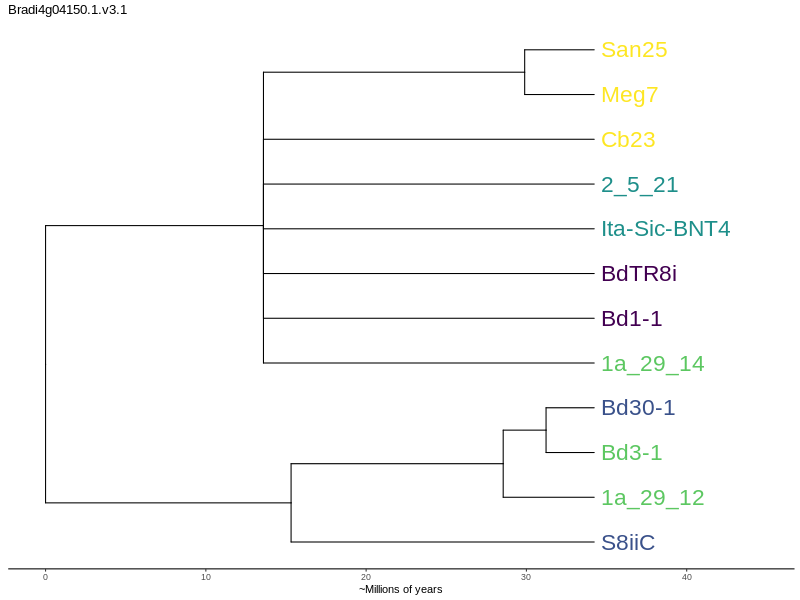 Bradi4g04150.1.v3.1
San25
Meg7
Cb23
2_5_21
Ita-Sic-BNT4
BdTR8i
Bd1-1
1a_29_14
Bd30-1
Bd3-1
1a_29_12
S8iiC
0 10 20 30 40
~Millions of years